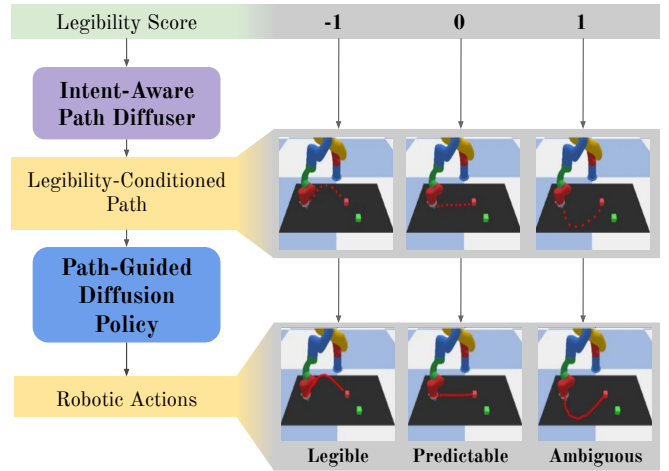 Legibility Score
-1 0 1
Intent-Aware
Path Diffuser
Legibility-Conditioned
Path
Path-Guided
Diffusion
Policy
Robotic Actions
Legible Predictable Ambiguous